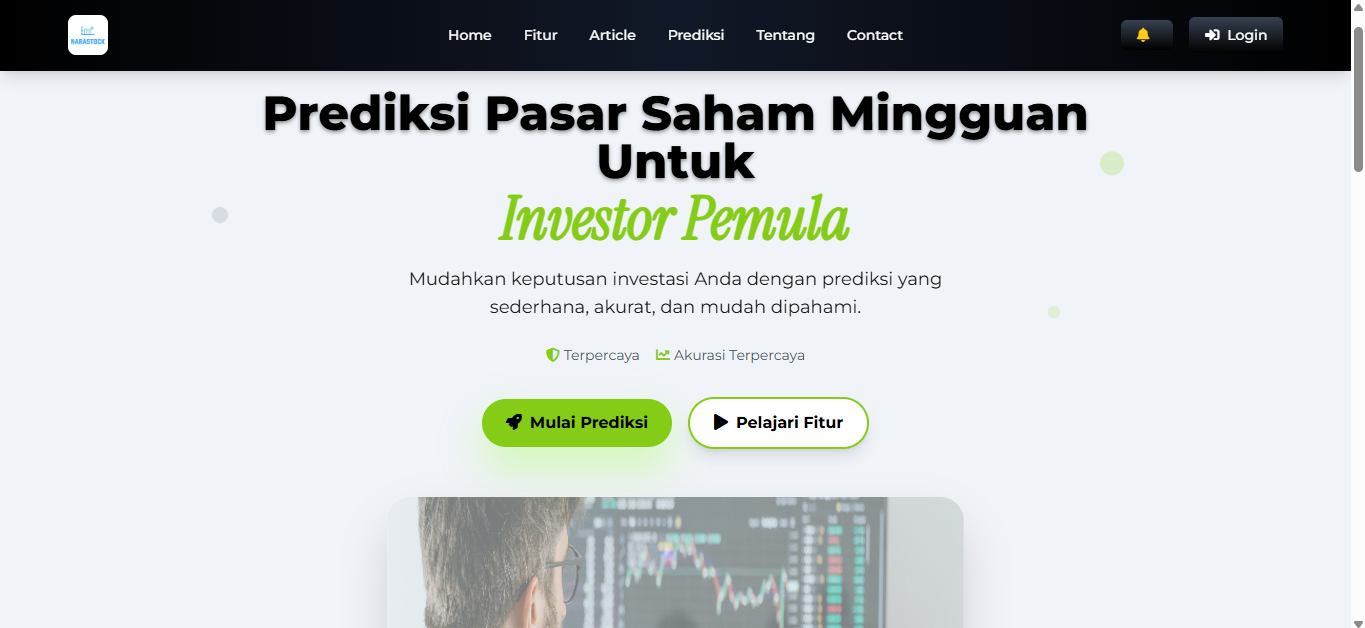 NARASTOCK
Home Fitur Article Prediksi Tentang Contact
Login
Prediksi Pasar Saham Mingguan
Untuk
Investor Pemula
Mudahkan keputusan investasi Anda dengan prediksi yang
sederhana, akurat, dan mudah dipahami.
Terpercaya Akurasi Terpercaya
Mulai Prediksi Pelajari Fitur